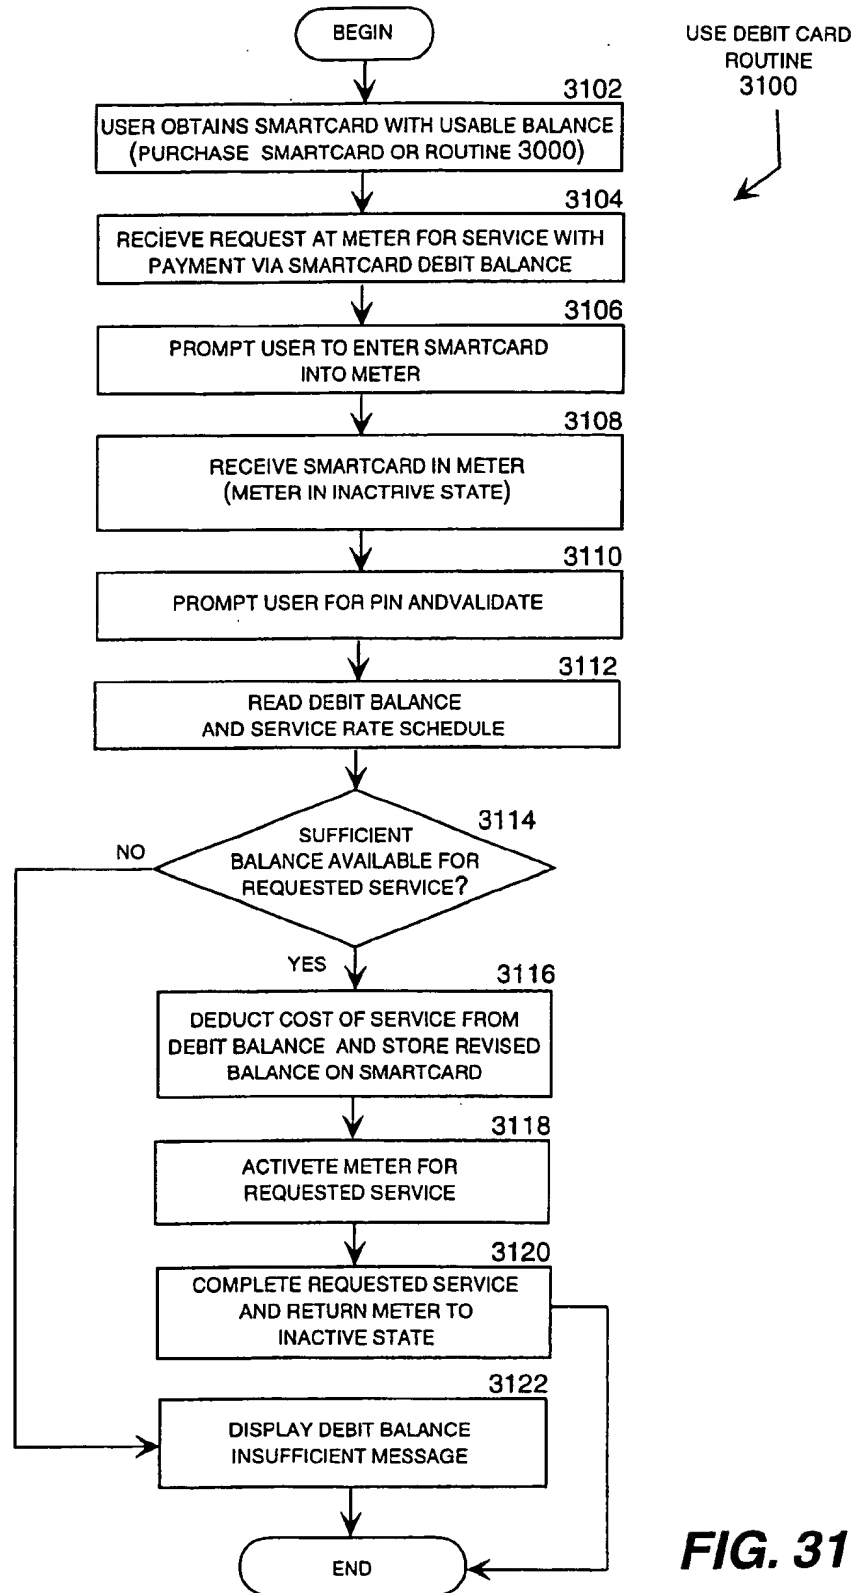 BEGIN
USE DEBIT CARD
ROUTINE
3100
3102
USER OBTAINS SMARTCARD WITH USABLE BALANCE
(PURCHASE SMARTCARD OR ROUTINE 3000)
3104
RECIEVE REQUEST AT METER FOR SERVICE WITH
PAYMENT VIA SMARTCARD DEBIT BALANCE
3106
PROMPT USER TO ENTER SMARTCARD
INTO METER
3108
RECEIVE SMARTCARD IN METER
(METER IN INACTRIVE STATE)
3110
PROMPT USER FOR PIN ANDVALIDATE
3112
READ DEBIT BALANCE
AND SERVICE RATE SCHEDULE
3114
SUFFICIENT
BALANCE AVAILABLE FOR
REQUESTED SERVICE?
NO
YES
3116
DEDUCT COST OF SERVICE FROM
DEBIT BALANCE AND STORE REVISED
BALANCE ON SMARTCARD
3118
ACTIVETE METER FOR
REQUESTED SERVICE
3120
COMPLETE REQUESTED SERVICE
AND RETURN METER TO
INACTIVE STATE
3122
DISPLAY DEBIT BALANCE
INSUFFICIENT MESSAGE
END
FIG. 31